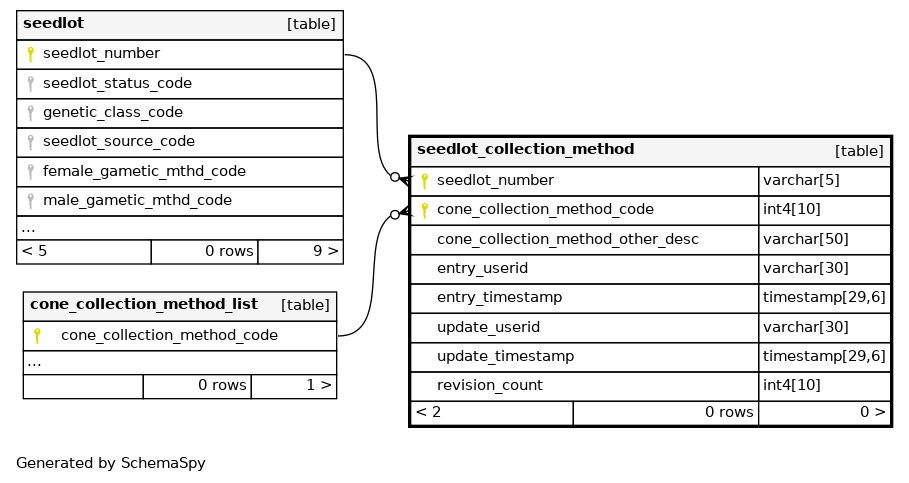 seedlot [table]
seedlot_number
seedlot_status_code
genetic_class_code
seedlot_source_code
female_gametic_mthd_code
male_gametic_mthd_code
...
< 5 0 rows 9 >
cone_collection_method_list [table]
cone_collection_method_code
...
0 rows 1 >
seedlot_collection_method [table]
seedlot_number varchar[5]
cone_collection_method_code int4[10]
cone_collection_method_other_desc varchar[50]
entry_userid varchar[30]
entry_timestamp timestamp[29,6]
update_userid varchar[30]
update_timestamp timestamp[29,6]
revision_count int4[10]
< 2 0 rows 0 >
Generated by SchemaSpy